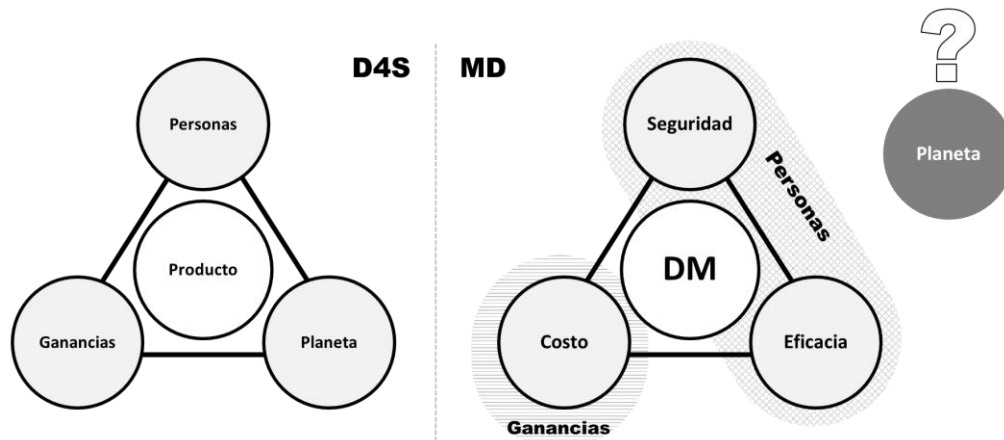 D4S
Personas
Producto
Ganancias
Planeta
MD
?
Planeta
Seguridad
Personas
DM
Costo
Eficacia
Ganancias